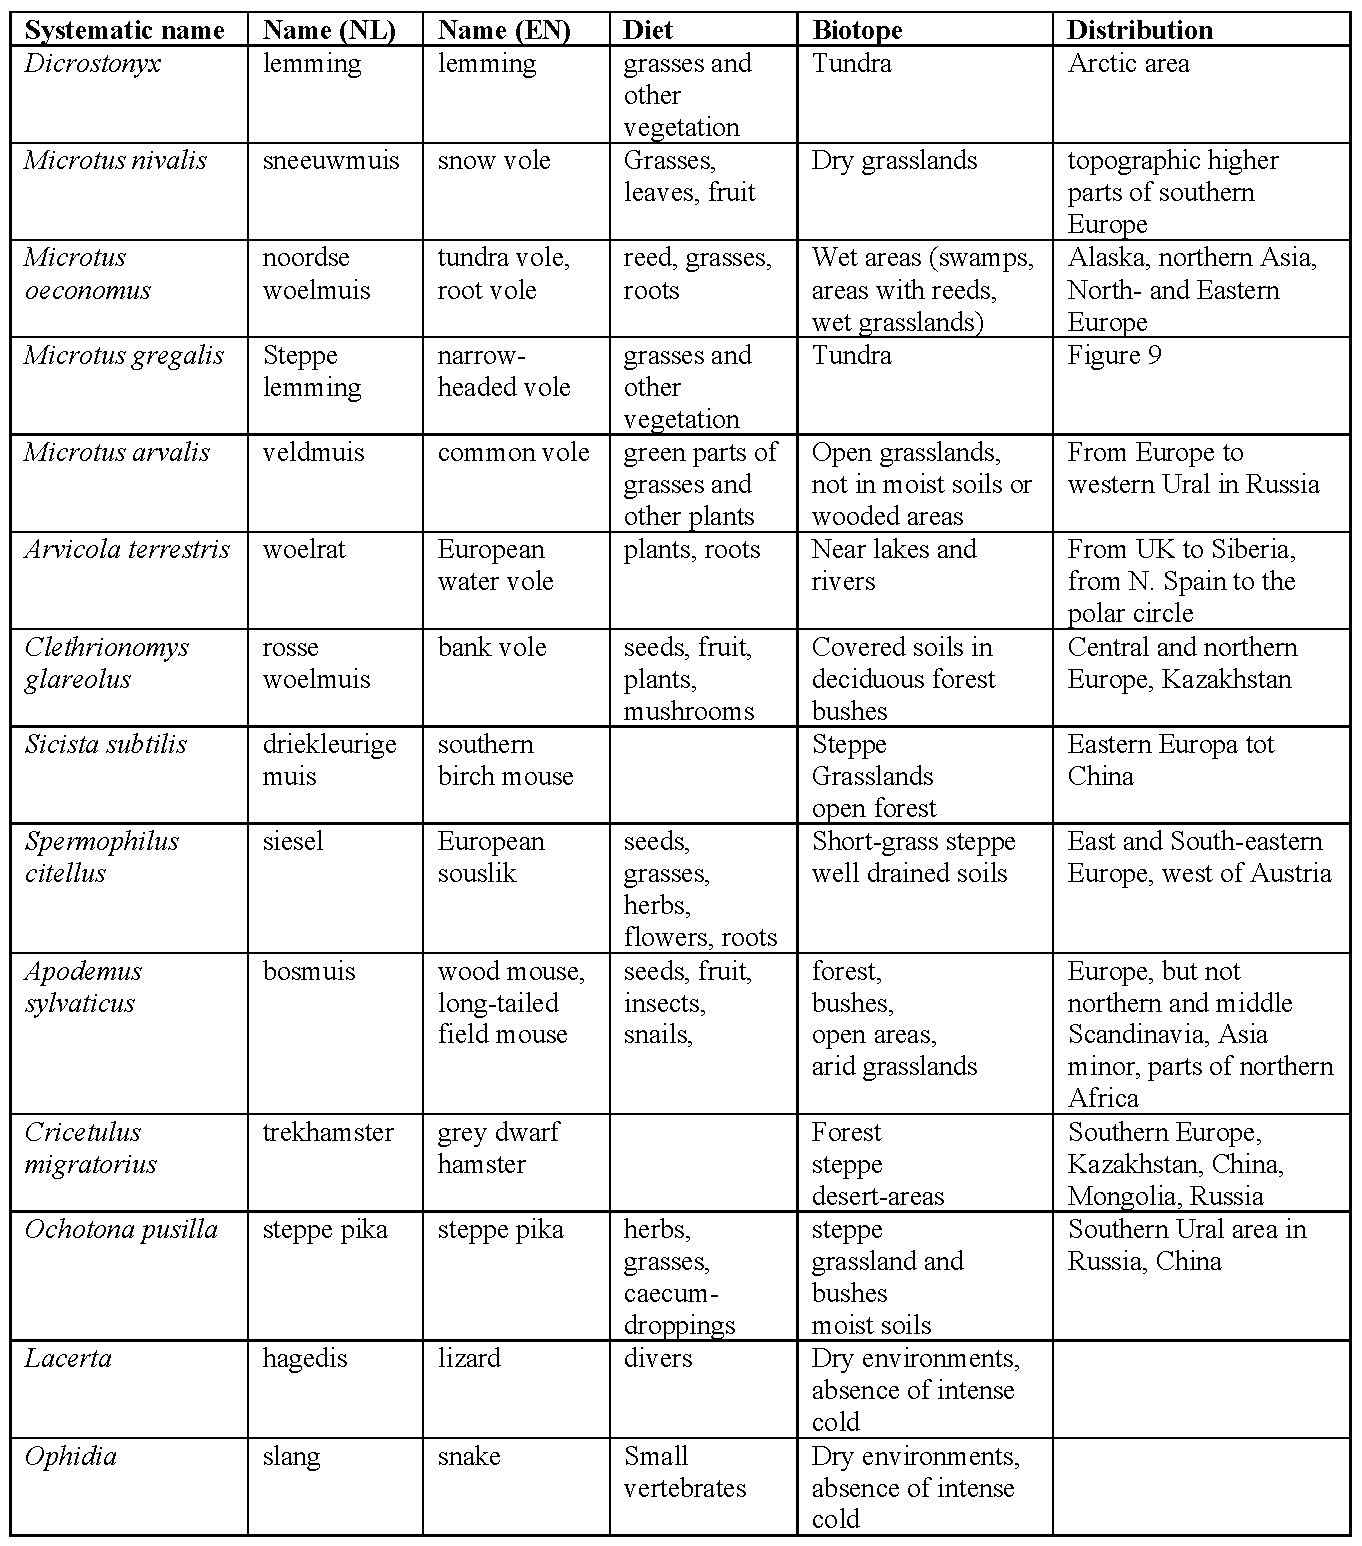 Systematic name Name (NL) Name (EN) Diet Biotope Distribution
Dicrostonyx lemming lemming grasses and Tundra Arctic area
other
vegetation
Microtus nivalis sneeuwmuis snow vole Grasses, Dry grasslands topographic higher
leaves, fruit parts of southern
Europe
Microtus noordse tundra vole, reed, grasses, Wet areas (swamps, Alaska, northern Asia,
oeconomus woelmuis root vole roots areas with reeds, North- and Eastern
wet grasslands) Europe
Microtus gregalis Steppe narrow- grasses and Tundra Figure 9
lemming headed vole other
vegetation
Microtus arvalis veldmuis common vole green parts of Open grasslands, From Europe to
grasses and not in moist soils or western Ural in Russia
other plants wooded areas
Arvicola terrestris woelrat European plants, roots Near lakes and From UK to Siberia,
water vole rivers from N. Spain to the
polar circle
Clethrionomys rosse bank vole seeds, fruit, Covered soils in Central and northern
glareolus woelmuis plants, deciduous forest Europe, Kazakhstan
mushrooms bushes
Sicista subtilis driekleurige southern Steppe Eastern Europa tot
muis birch mouse Grasslands China
open forest
Spermophilus siesel European seeds, Short-grass steppe East and South-eastern
citellus souslik grasses, well drained soils Europe, west of Austria
herbs,
flowers, roots
Apodemus bosmuis wood mouse, seeds, fruit, forest, Europe, but not
sylvaticus long-tailed insects, bushes, northern and middle
field mouse snails, open areas, Scandinavia, Asia
arid grasslands minor, parts of northern
Africa
Cricetulus trekhamster grey dwarf Forest Southern Europe,
migratorius hamster steppe Kazakhstan, China,
desert-areas Mongolia, Russia
Ochotona pusilla steppe pika steppe pika herbs, steppe Southern Ural area in
grasses, grassland and Russia, China
caecum- bushes
droppings moist soils
Lacerta hagedis lizard divers Dry environments,
absence of intense
cold
Ophidia slang snake Small Dry environments,
vertebrates absence of intense
cold